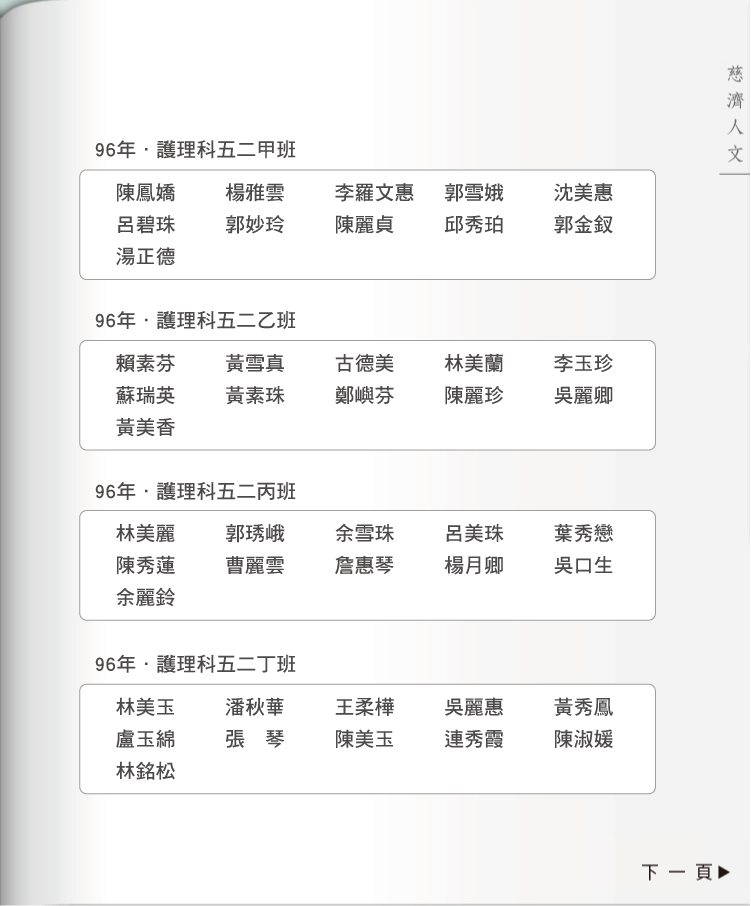 慈濟人文
96年・護理科五二甲班
陳鳳嬌 楊雅雲 李羅文惠 郭雪娥 沈美惠
呂碧珠 郭妙玲 陳麗貞 邱秀珀 郭金釵
湯正德
96年・護理科五二乙班
賴素芬 黃雪真 古德美 林美蘭 李玉珍
蘇瑞英 黃素珠 鄭嶼芬 陳麗珍 吳麗卿
黃美香
96年・護理科五二丙班
林美麗 郭琇峨 余雪珠 呂美珠 葉秀戀
陳秀蓮 曹麗雲 詹惠琴 楊月卿 吳口生
余麗鈴
96年・護理科五二丁班
林美玉 潘秋華 王柔樺 吳麗惠 黃秀鳳
盧玉綿 張　琴 陳美玉 連秀霞 陳淑媛
林銘松
下一頁▶